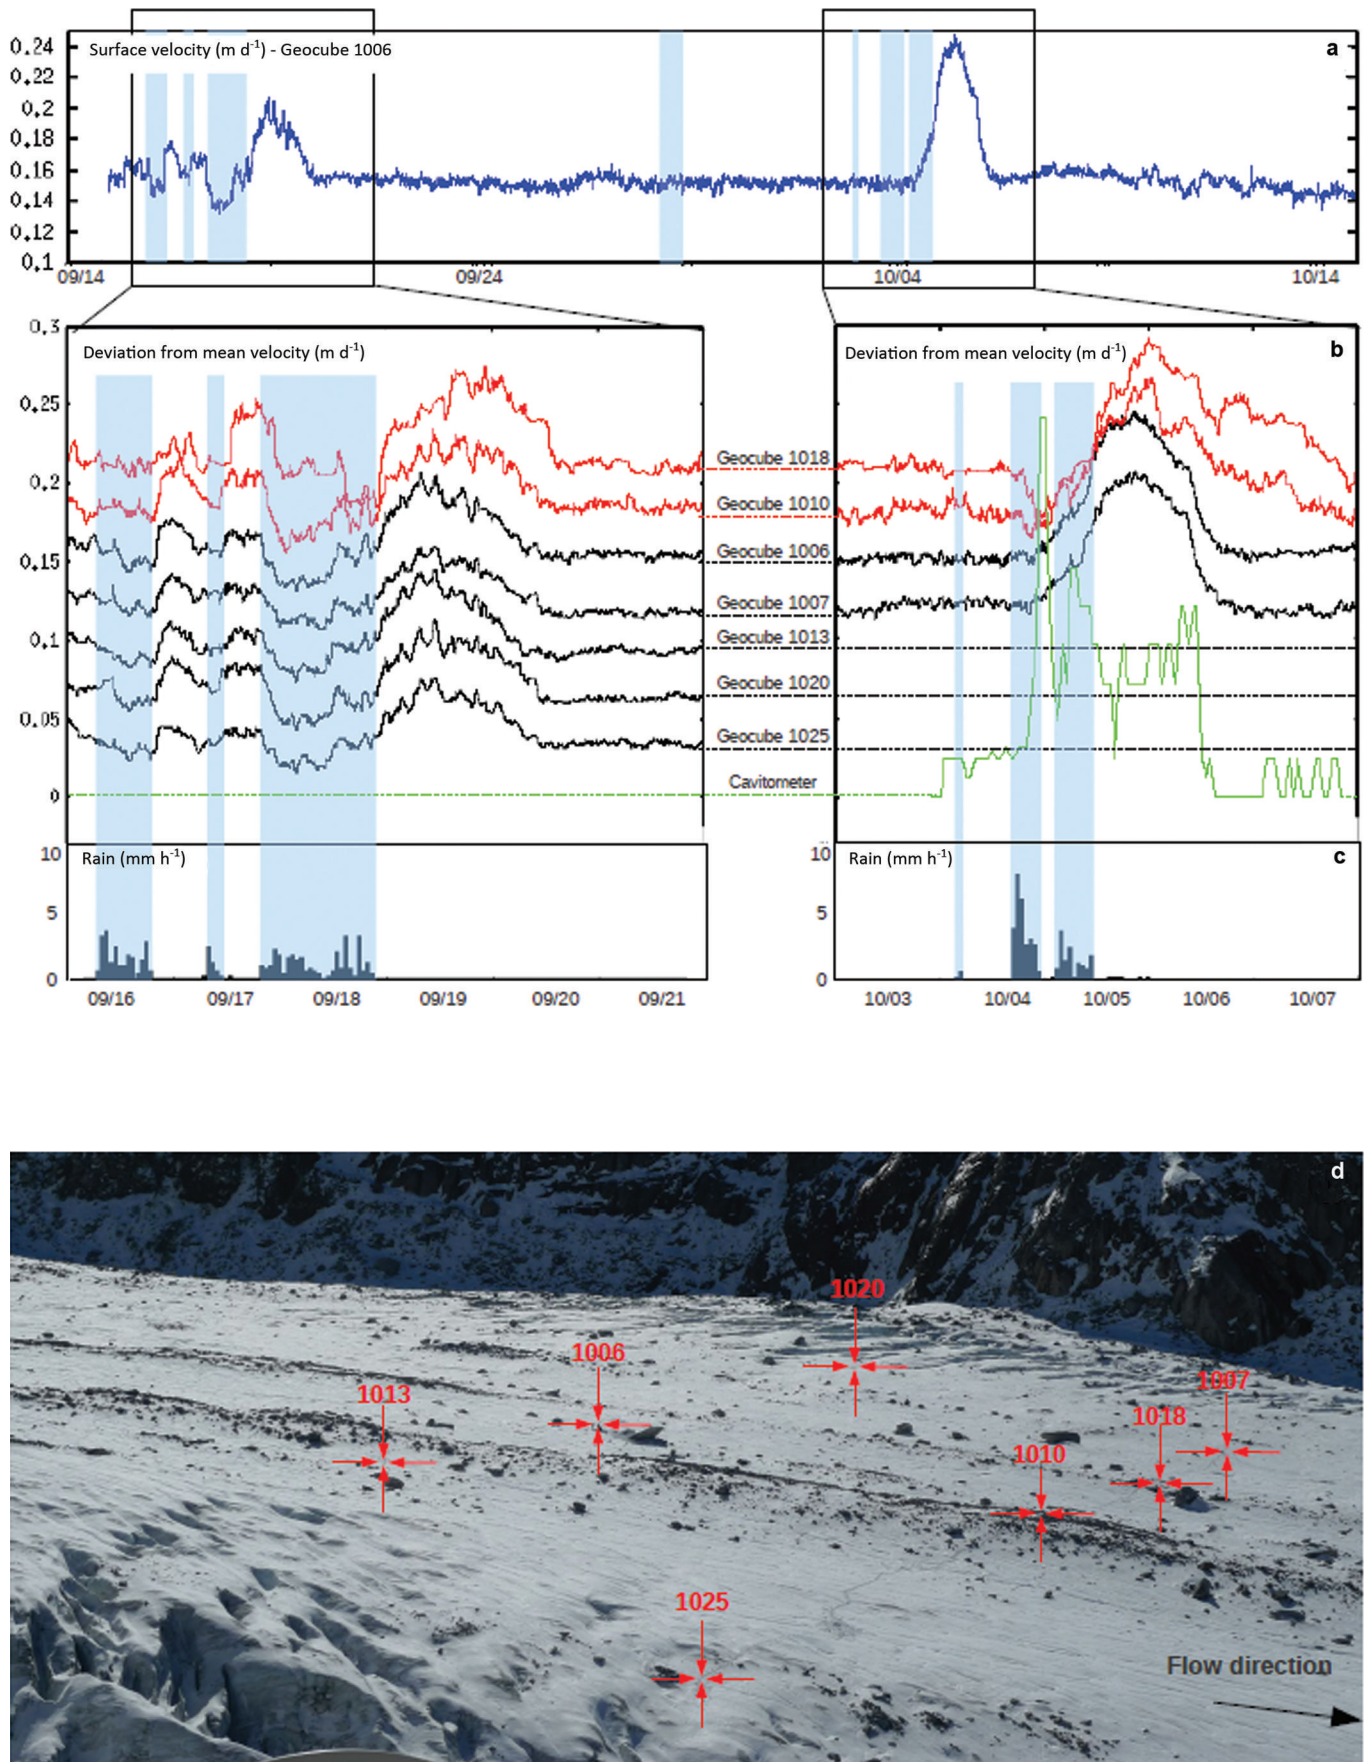 Surface velocity (m d-1) - Geocube 1006
a
0.24
0.22
0.2
0.18
0.16
0.14
0.12
0.1
09/14
09/24
10/04
10/14
0.3
Deviation from mean velocity (m d-1)
Deviation from mean velocity (m d-1)
b
0.25
0.2
0.15
0.1
0.05
0
Geocube 1018
Geocube 1010
Geocube 1006
Geocube 1007
Geocube 1013
Geocube 1020
Geocube 1025
Cavitometer
10
Rain (mm h-1)
5
0
10
Rain (mm h-1)
c
5
0
09/16
09/17
09/18
09/19
09/20
09/21
10/03
10/04
10/05
10/06
10/07
d
1020
1006
1007
1013
1018
1010
1025
Flow direction